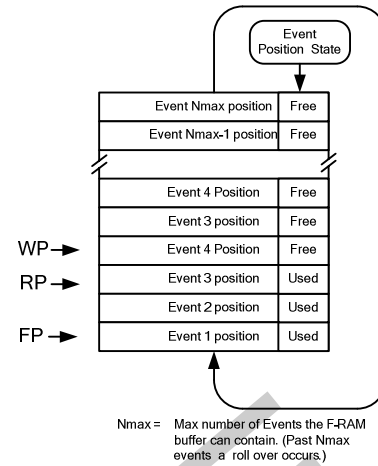 Event
Position State
Event Nmax position Free
Event Nmax-1 position Free
Event 4 Position Free
Event 3 position Free
WP Event 4 Position Free
RP Event 3 position Used
Event 2 position Used
FP Event 1 position Used
Nmax = Max number of Events the F-RAM
buffer can contain. (Past Nmax
events a roll over occurs.)